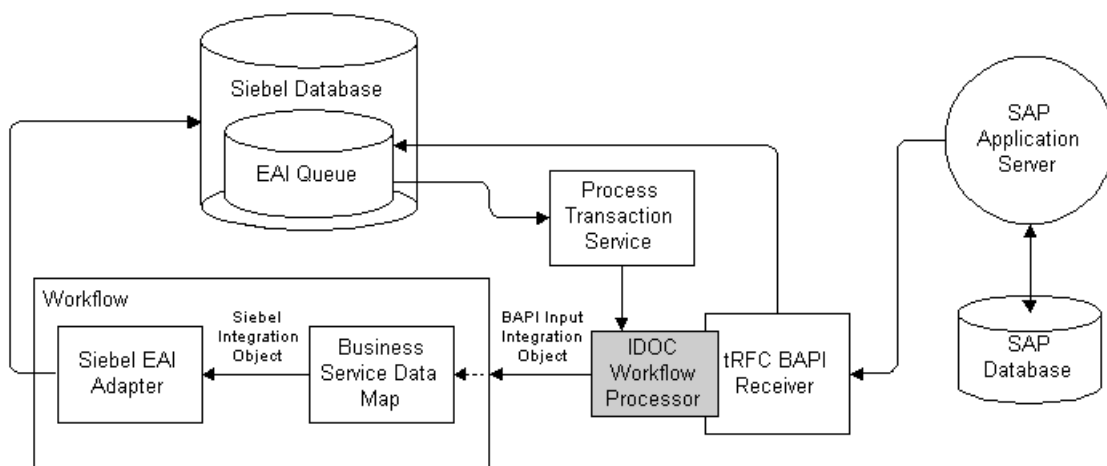 Siebel Database
EAI Queue
SAP
Application
Server
Process
Transaction
Service
Workflow
Siebel
Integration
Object
BAPI Input
Integration
Object
Siebel EAI
Adapter
Business
Service Data
Map
IDOC
Workflow
Processor
tRFC BAPI
Receiver
SAP
Database